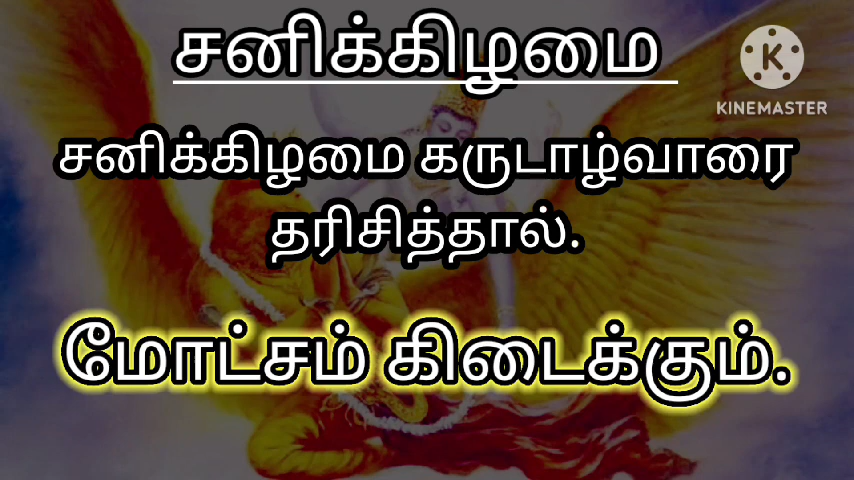 சனிக்கிழமை
KINEMASTER
சனிக்கிழமை கருடாழ்வாரை
தரிசித்தால்.
மோட்சம் கிடைக்கும்.